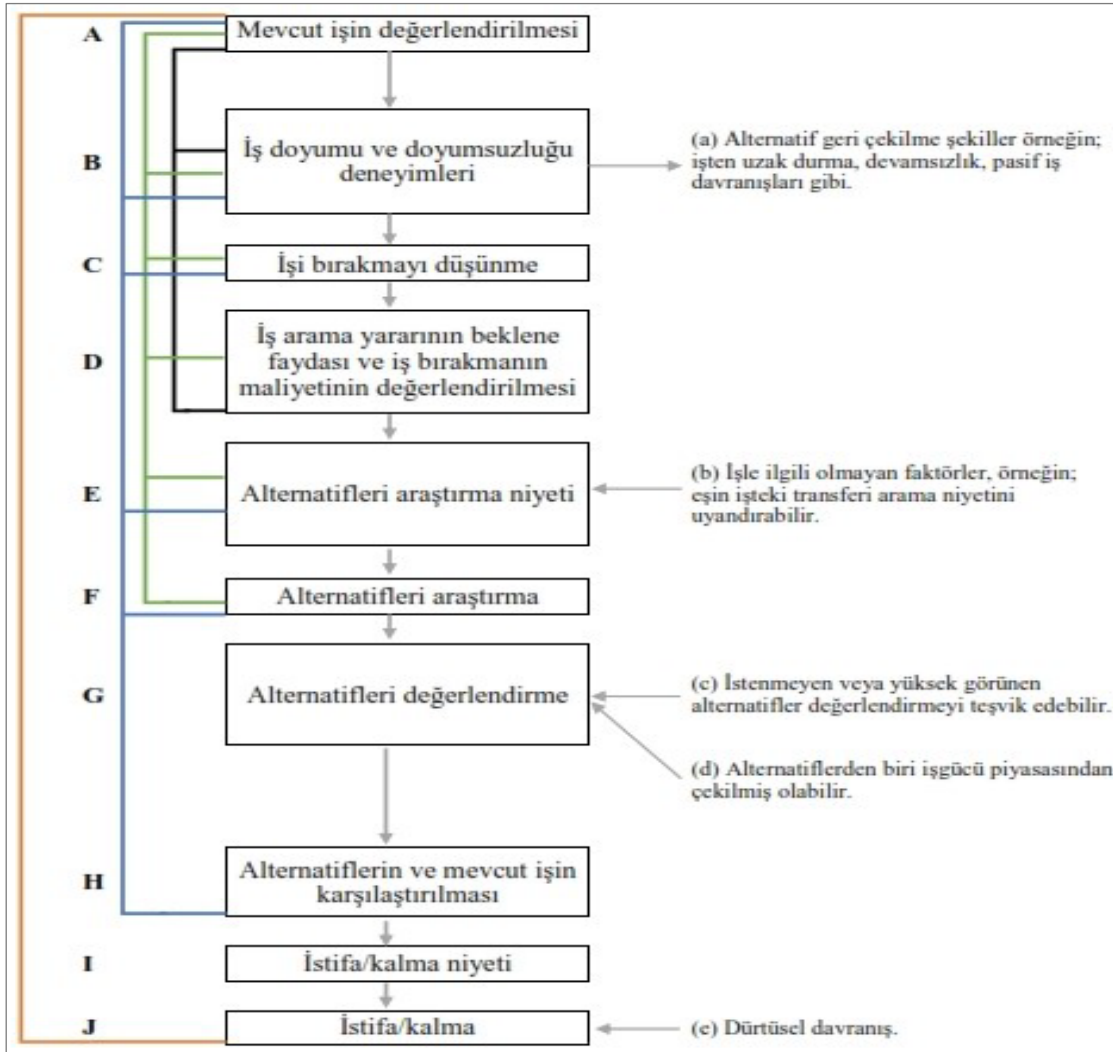 A
Mevcut işin değerlendirilmesi
B
İş doyumu ve doyumsuzluğu
deneyimleri
(a) Alternatif geri çekilme şekiller örneğin;
işten uzak durma, devamsızlık, pasif iş
davranışları gibi.
C
İşi bırakmayı düşünme
D
İş arama yararının beklene
faydası ve iş bırakmanın
maliyetinin değerlendirilmesi
E
Alternatifleri araştırma niyeti
(b) İşle ilgili olmayan faktörler, örneğin;
eşin işteki transferi arama niyetini
uyandırabilir.
F
Alternatifleri araştırma
G
Alternatifleri değerlendirme
(c) İstenmeyen veya yüksek görünen
alternatifler değerlendirmeyi teşvik edebilir.
(d) Alternatiflerden biri işgücü piyasasından
çekilmiş olabilir.
H
Alternatiflerin ve mevcut işin
karşılaştırılması
I
İstifa/kalma niyeti
J
İstifa/kalma
(e) Dürtüsel davranış.